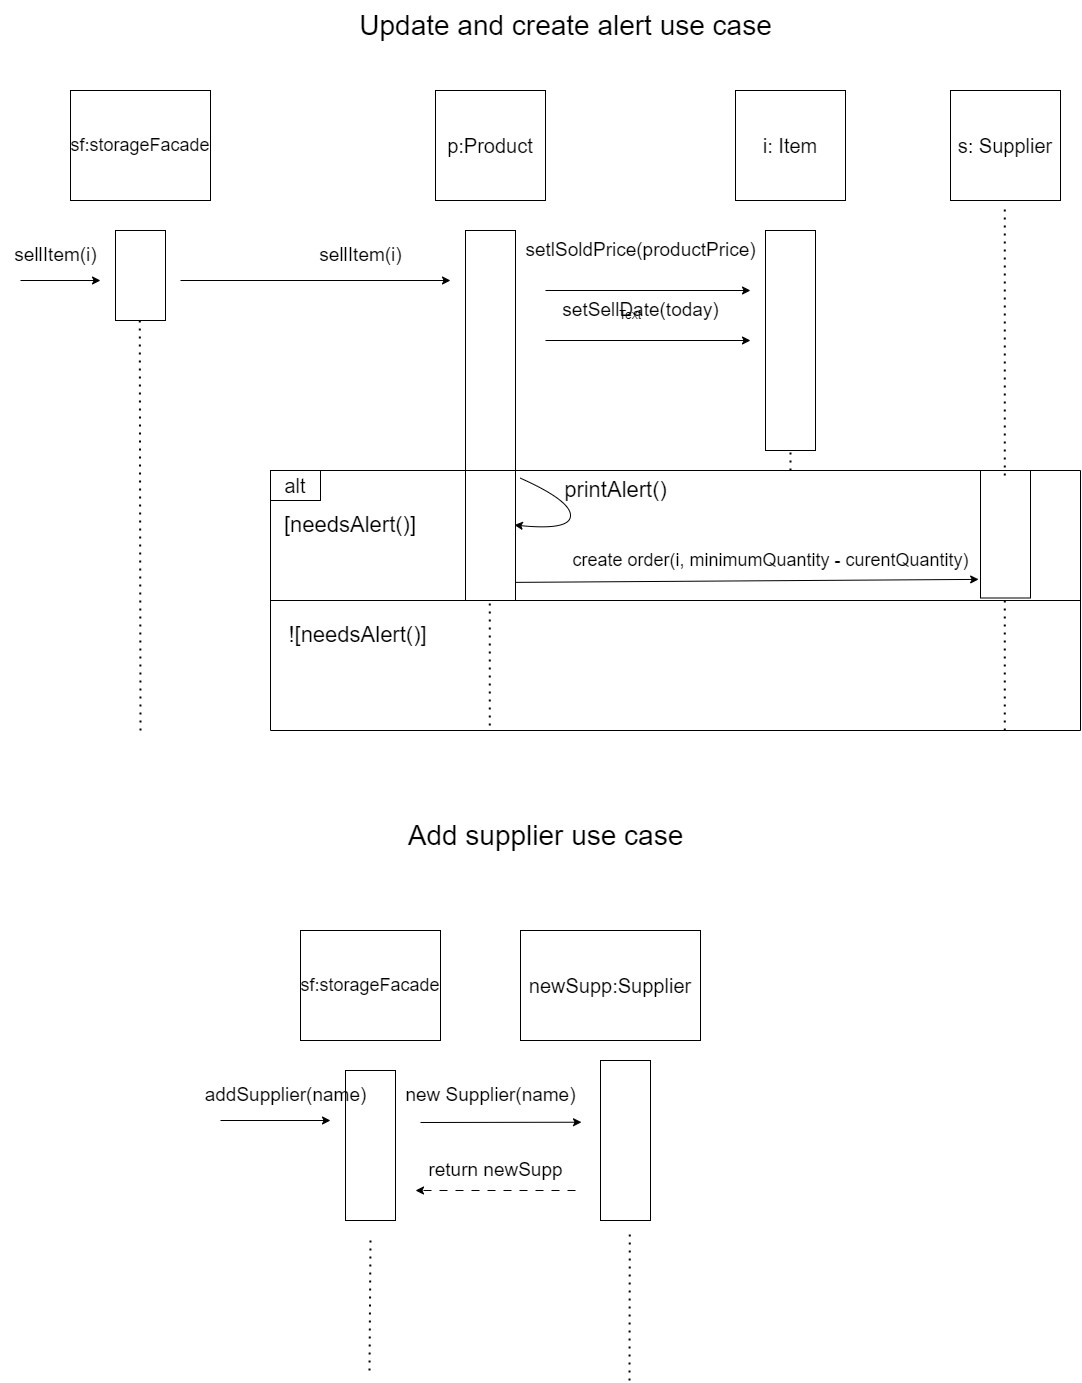 Update and create alert use case
sf:storageFacade
p:Product
i: Item
s: Supplier
sellItem(i)
sellItem(i)
setISoldPrice(productPrice)
setSellDate(today)
Text
alt
printAlert()
[needsAlert()]
create order(i, minimumQuantity - curentQuantity)
![needsAlert()]
Add supplier use case
sf:storageFacade
newSupp:Supplier
addSupplier(name)
new Supplier(name)
return newSupp